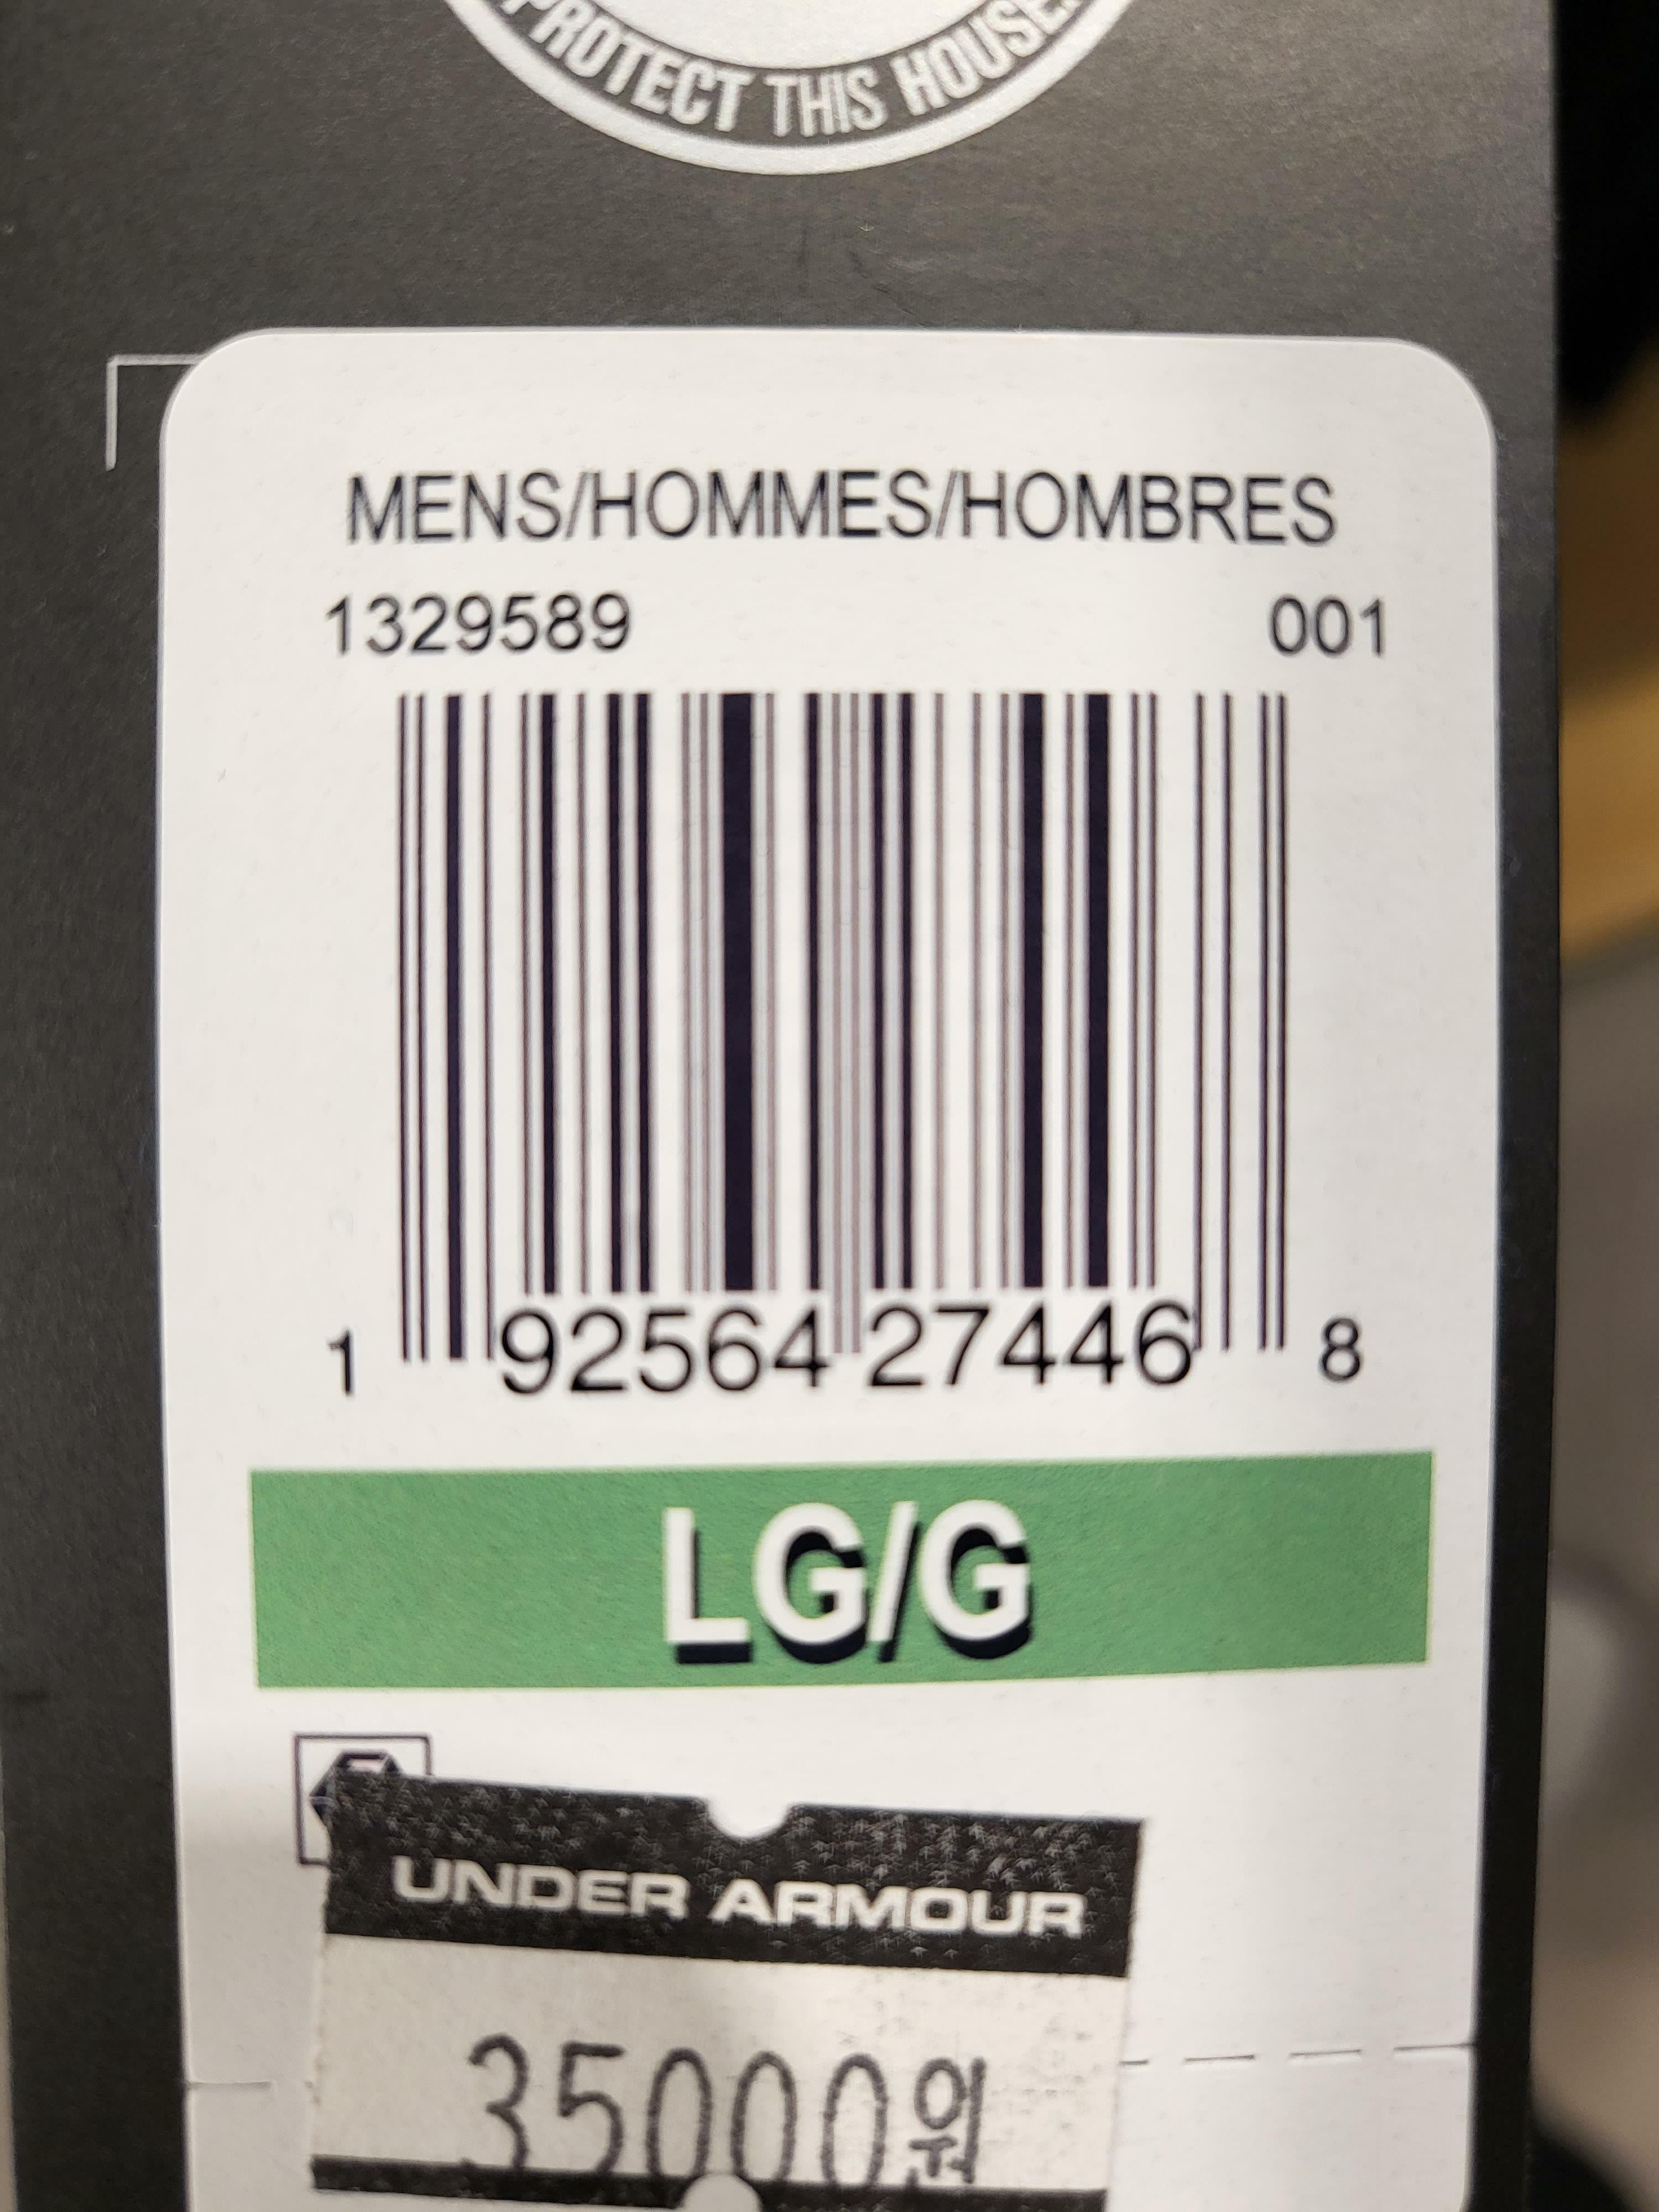 PROTECT THIS HOUSE.
MENS/HOMMES/HOMBRES
1329589 001
1 92564 27446 8
LG/G
UNDER ARMOUR
35000원